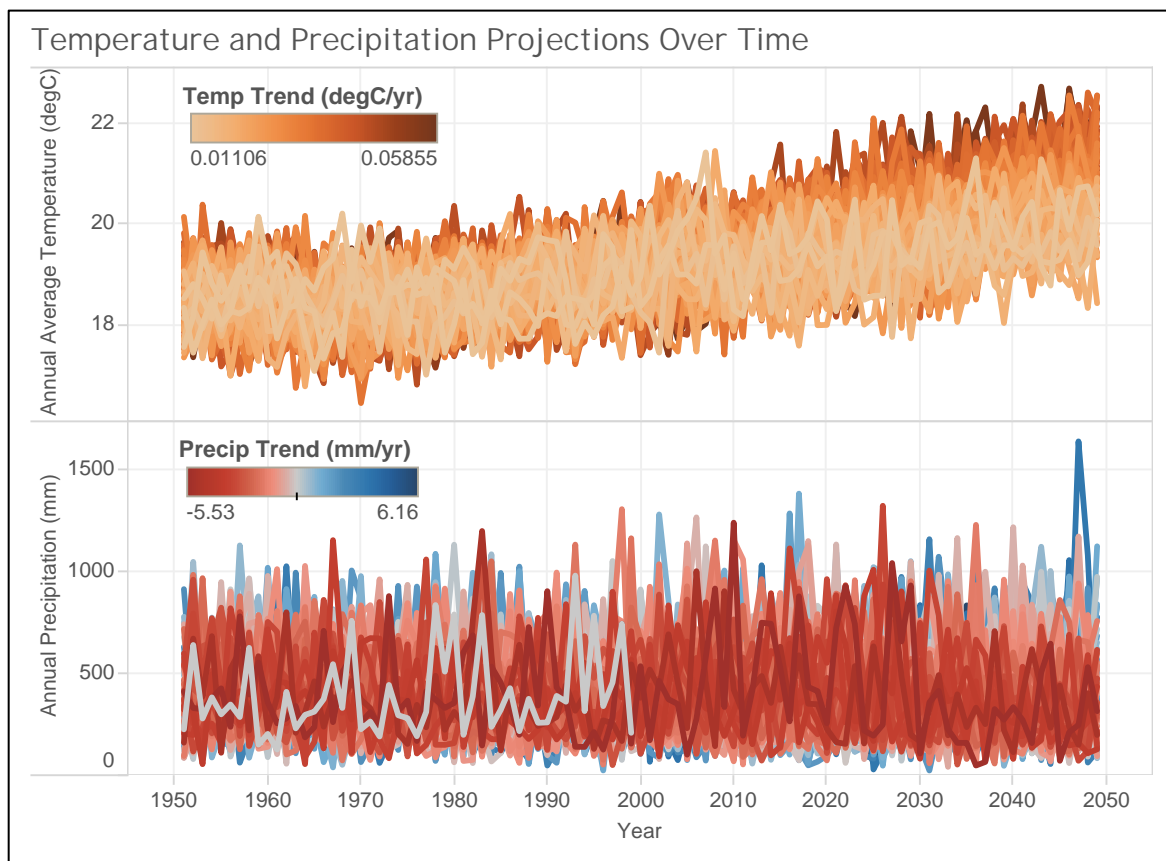 Temperature and Precipitation Projections Over Time
Annual Average Temperature (degC)
Temp Trend (degC/yr)
0.01106 0.05855
22
20
18
Annual Precipitation (mm)
Precip Trend (mm/yr)
-5.53 6.16
1500
1000
500
0
1950 1960 1970 1980 1990 2000 2010 2020 2030 2040 2050
Year